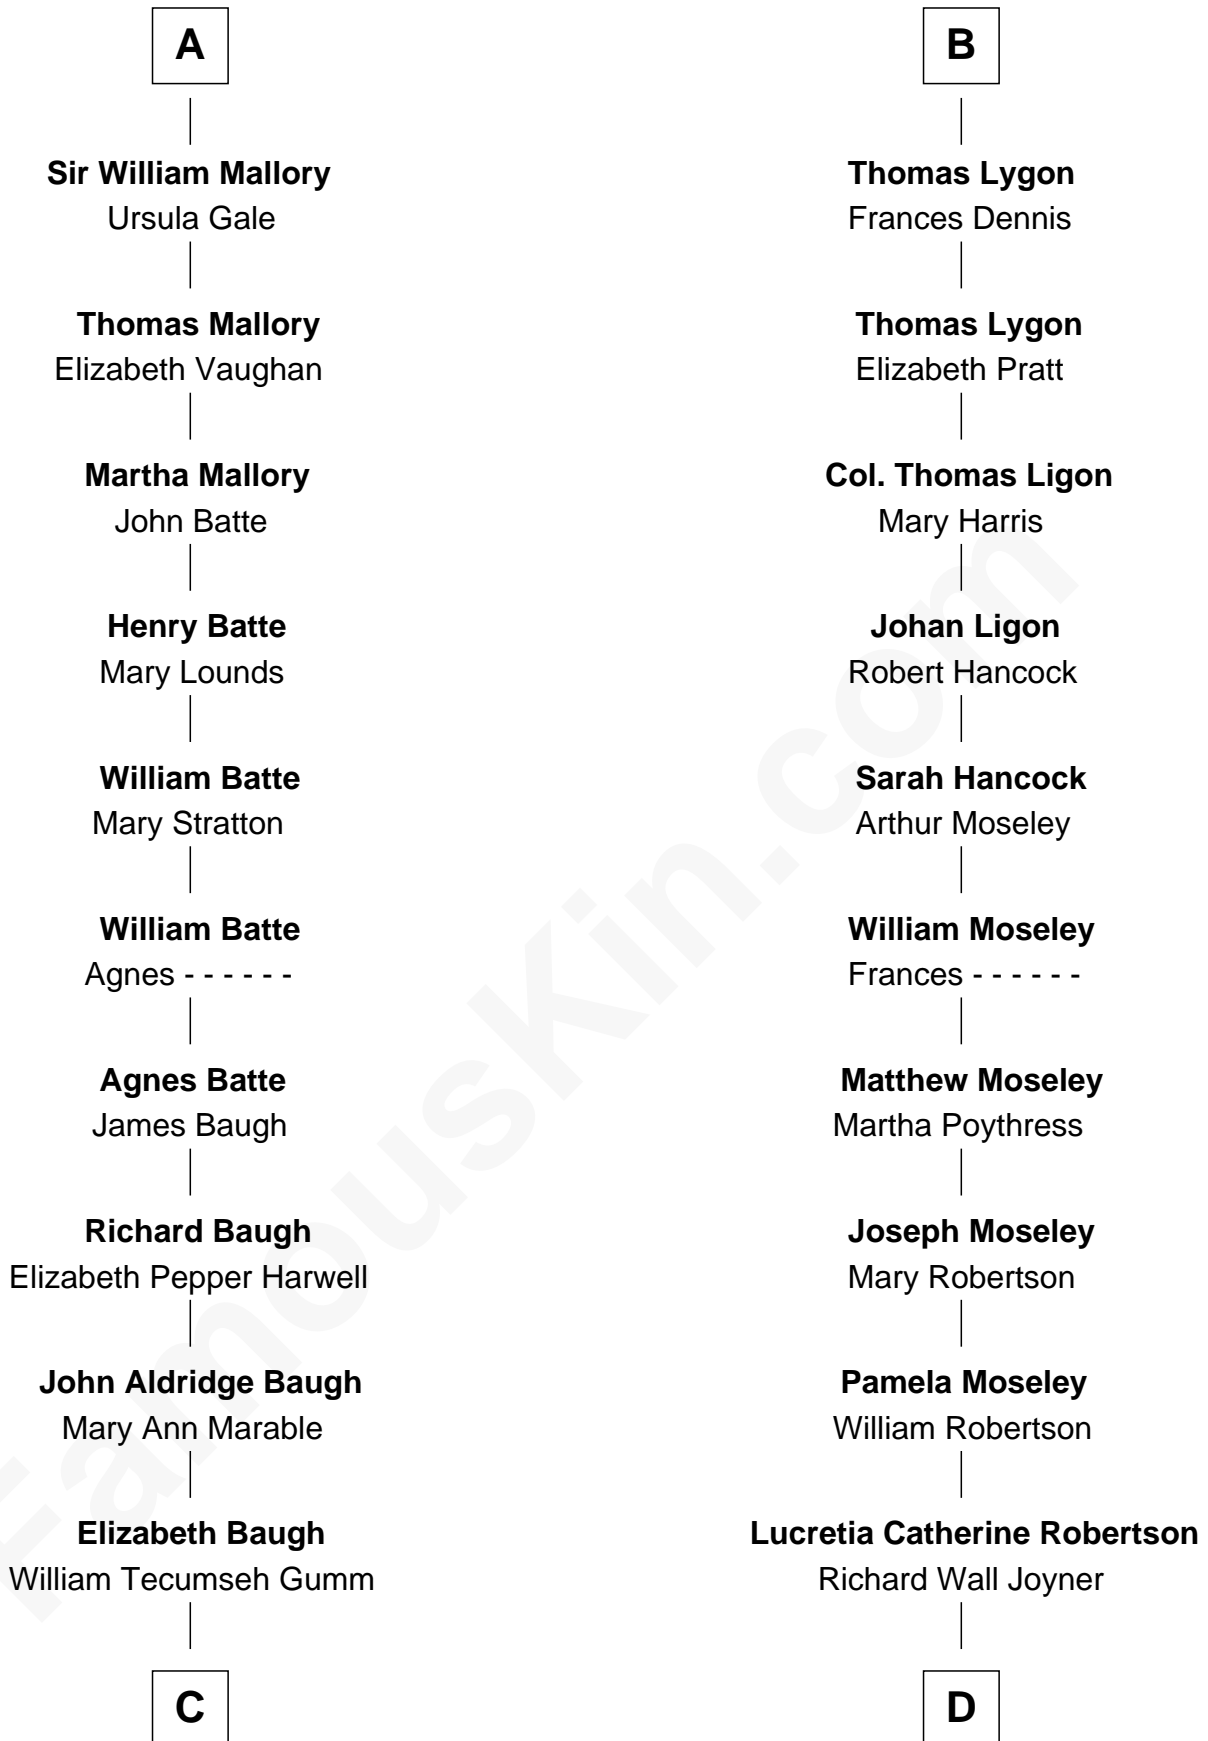 A
Sir William Mallory
Ursula Gale
Thomas Mallory
Elizabeth Vaughan
Martha Mallory
John Batte
Henry Batte
Mary Lounds
William Batte
Mary Stratton
William Batte
Agnes - - - - - -
Agnes Batte
James Baugh
Richard Baugh
Elizabeth Pepper Harwell
John Aldridge Baugh
Mary Ann Marable
Elizabeth Baugh
William Tecumseh Gumm
C
B
Thomas Lygon
Frances Dennis
Thomas Lygon
Elizabeth Pratt
Col. Thomas Ligon
Mary Harris
Johan Ligon
Robert Hancock
Sarah Hancock
Arthur Moseley
William Moseley
Frances - - - - - -
Matthew Moseley
Martha Poythress
Joseph Moseley
Mary Robertson
Pamela Moseley
William Robertson
Lucretia Catherine Robertson
Richard Wall Joyner
D
FamousKin.com